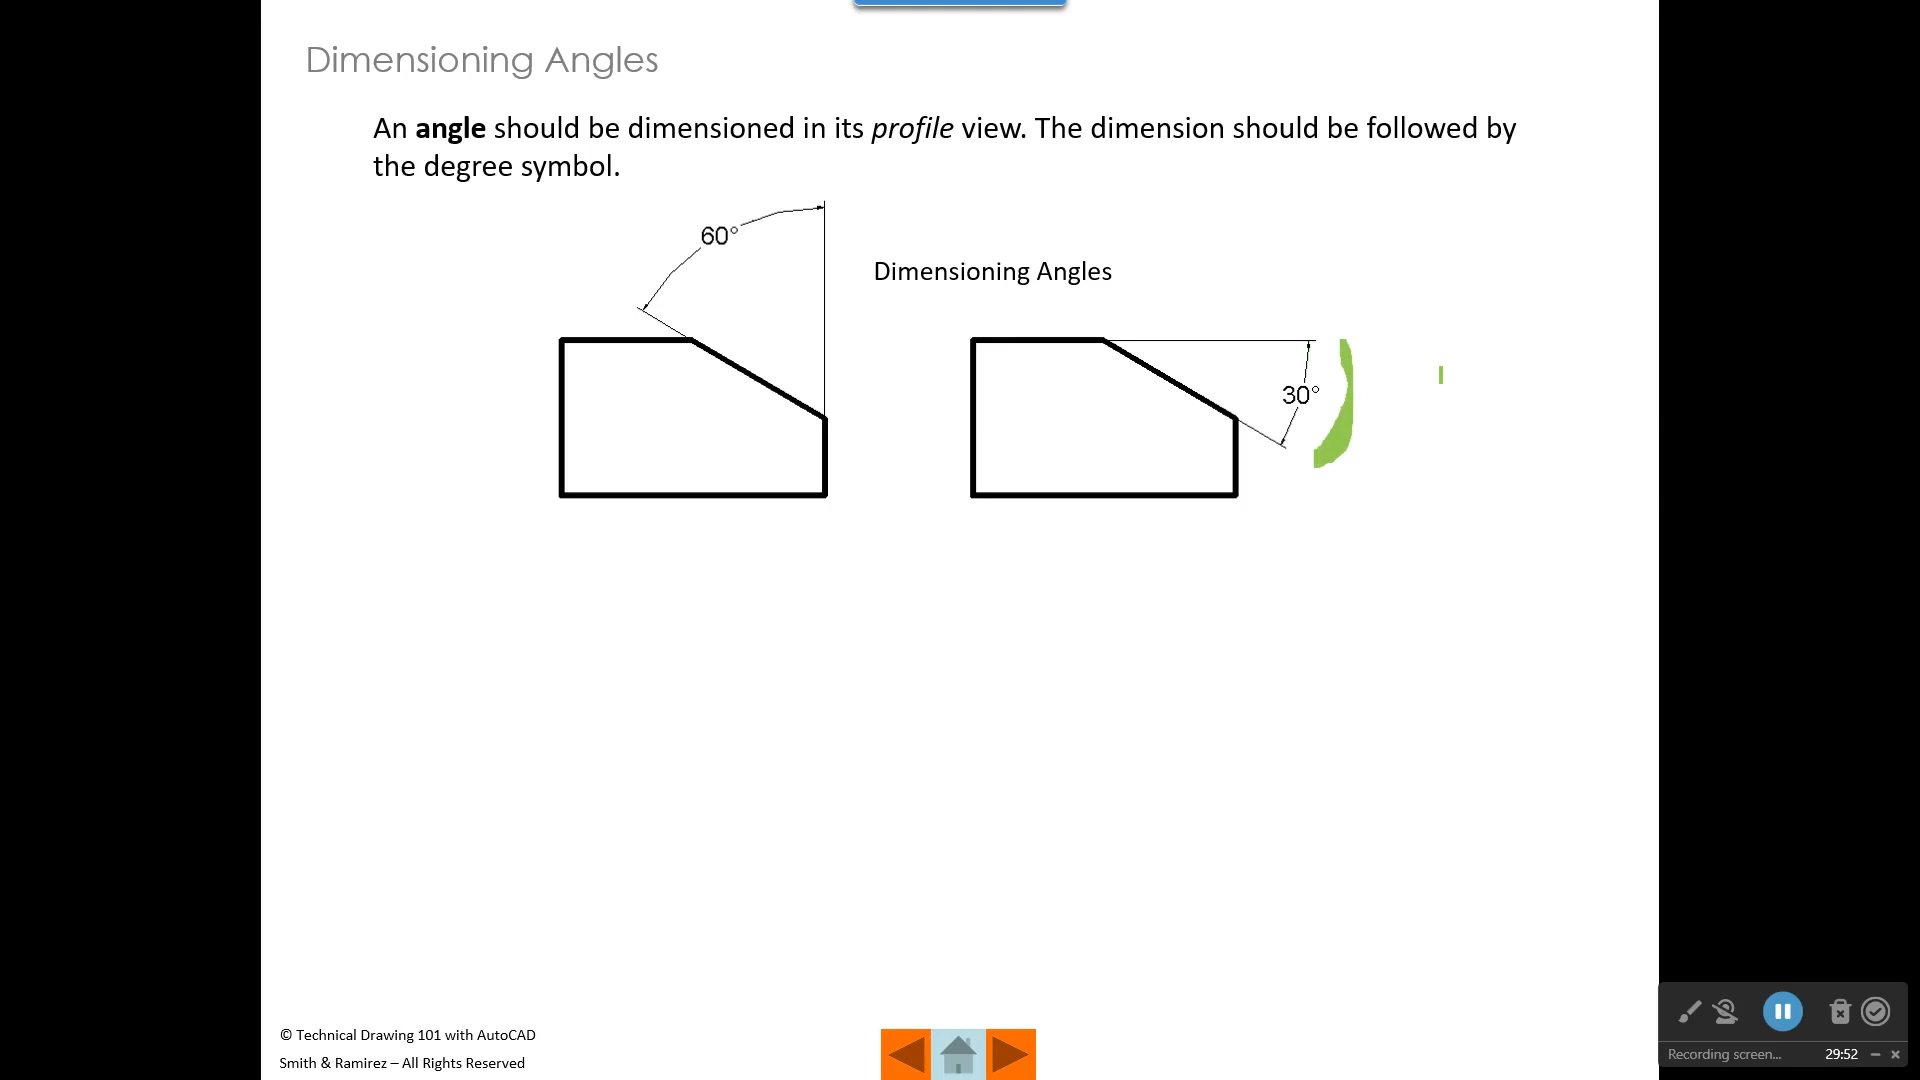 Dimensioning Angles
An angle should be dimensioned in its profile view. The dimension should be followed by
the degree symbol.
60°
Dimensioning Angles
30°
© Technical Drawing 101 with AutoCAD
Smith & Ramirez – All Rights Reserved
Recording screen... 29:52